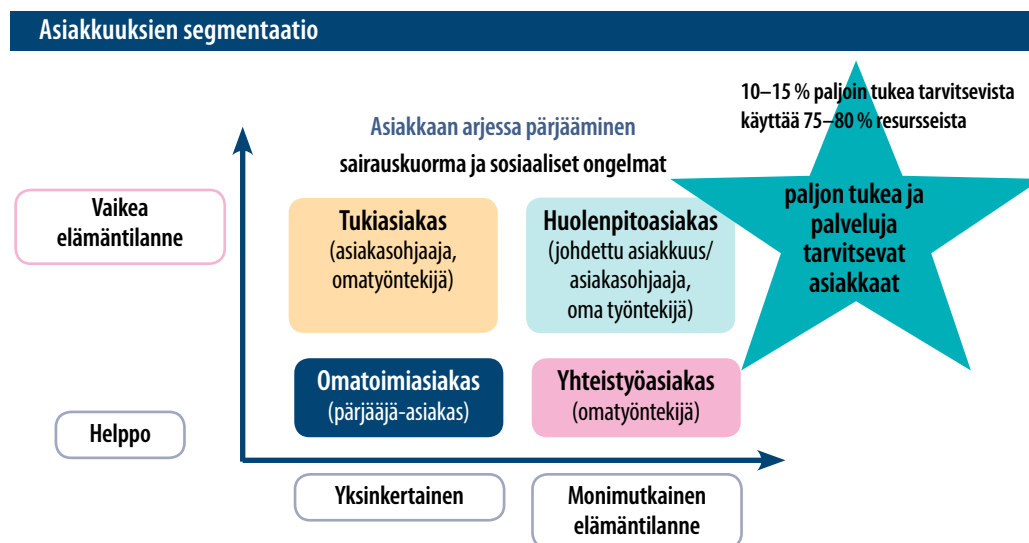 Asiakkuuksien segmentaatio
10–15 % paljoin tukea tarvitsevista
käyttää 75–80 % resursseista
Asiakkaan arjessa pärjääminen
sairauskuorma ja sosiaaliset ongelmat
Vaikea
elämäntilanne
Tukiasiakas
(asiakasohjaaja,
omatyöntekijä)
Huolenpitoasiakas
(johdettu asiakkuus/
asiakasohjaaja,
oma työntekijä)
paljon tukea ja
palveluja
tarvitsevat
asiakkaat
Omatoimiasiakas
(pärjääjä-asiakas)
Yhteistyöasiakas
(omatyöntekijä)
Helppo
Yksinkertainen
Monimutkainen
elämäntilanne